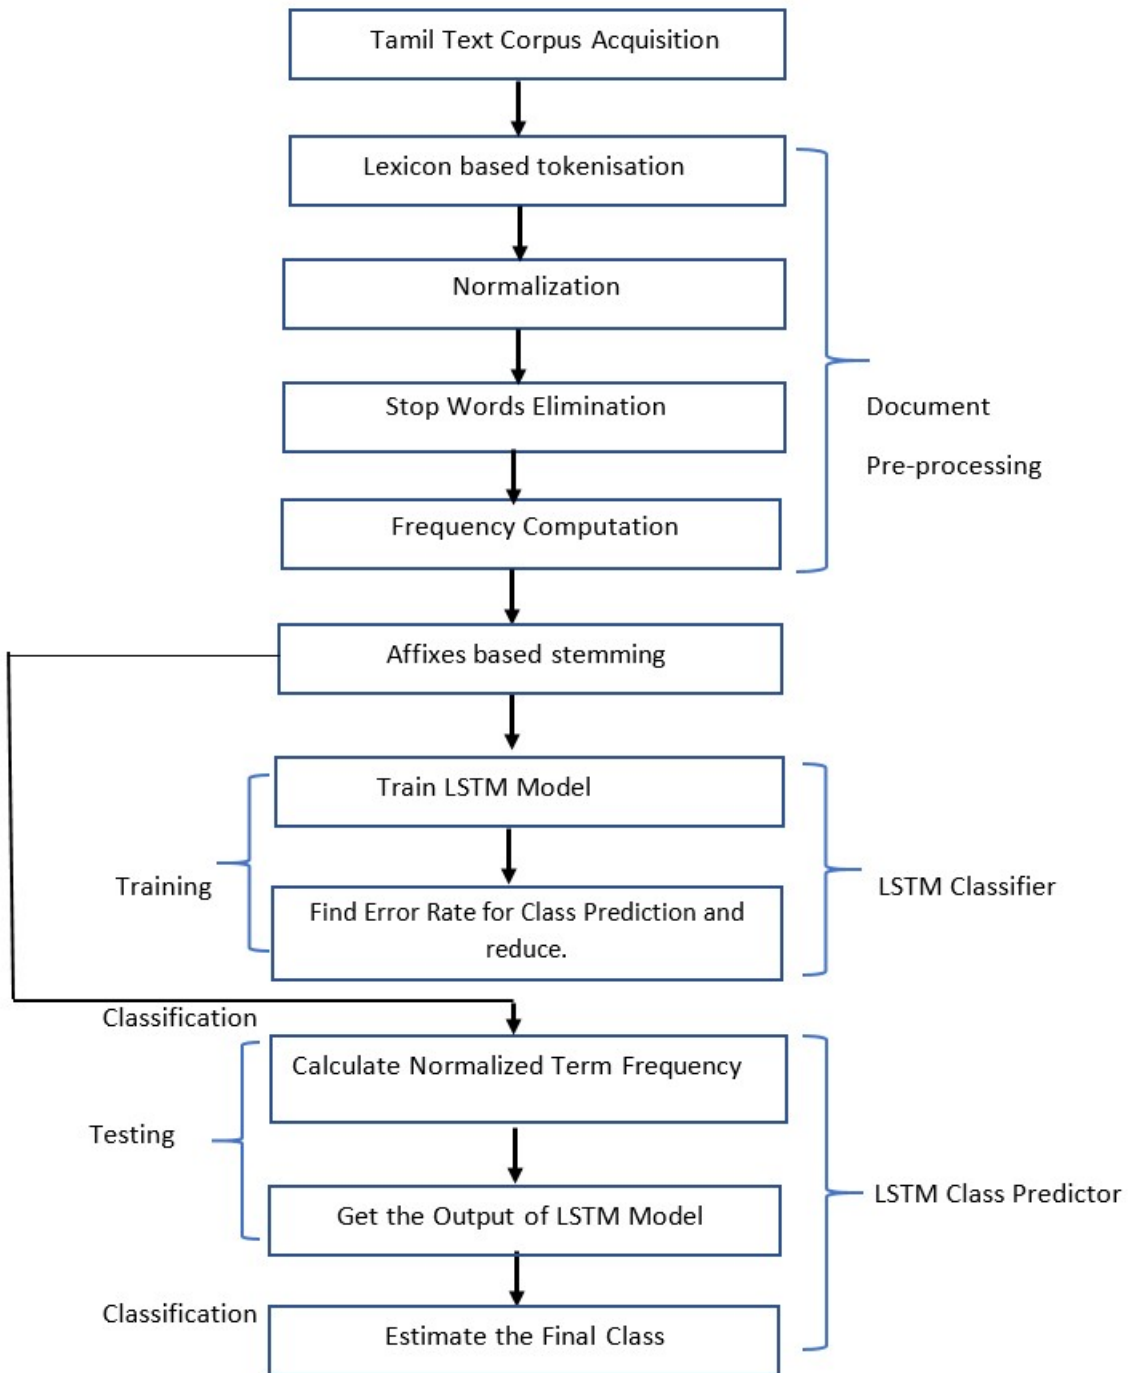 Tamil Text Corpus Acquisition
Lexicon based tokenisation
Normalization
Stop Words Elimination
Document
Pre-processing
Frequency Computation
Affixes based stemming
Train LSTM Model
Training
LSTM Classifier
Find Error Rate for Class Prediction and
reduce.
Classification
Calculate Normalized Term Frequency
Testing
LSTM Class Predictor
Get the Output of LSTM Model
Classification
Estimate the Final Class